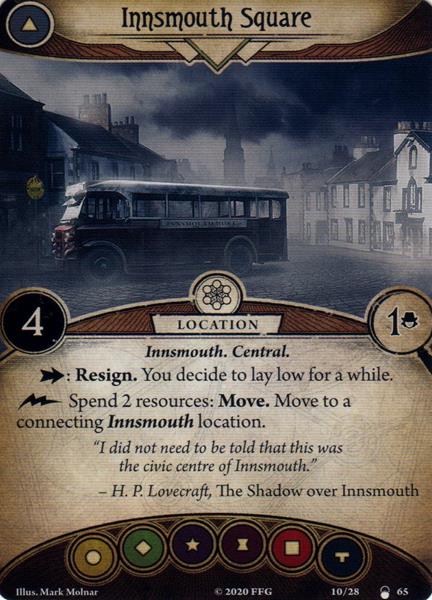 Innsmouth Square
4
1
LOCATION
Innsmouth. Central.
: Resign. You decide to lay low for a while.
Spend 2 resources: Move. Move to a
connecting Innsmouth location.
“I did not need to be told that this was
the civic centre of Innsmouth.”
– H. P. Lovecraft, The Shadow over Innsmouth
Illus. Mark Molnar
© 2020 FFG
10/28
65